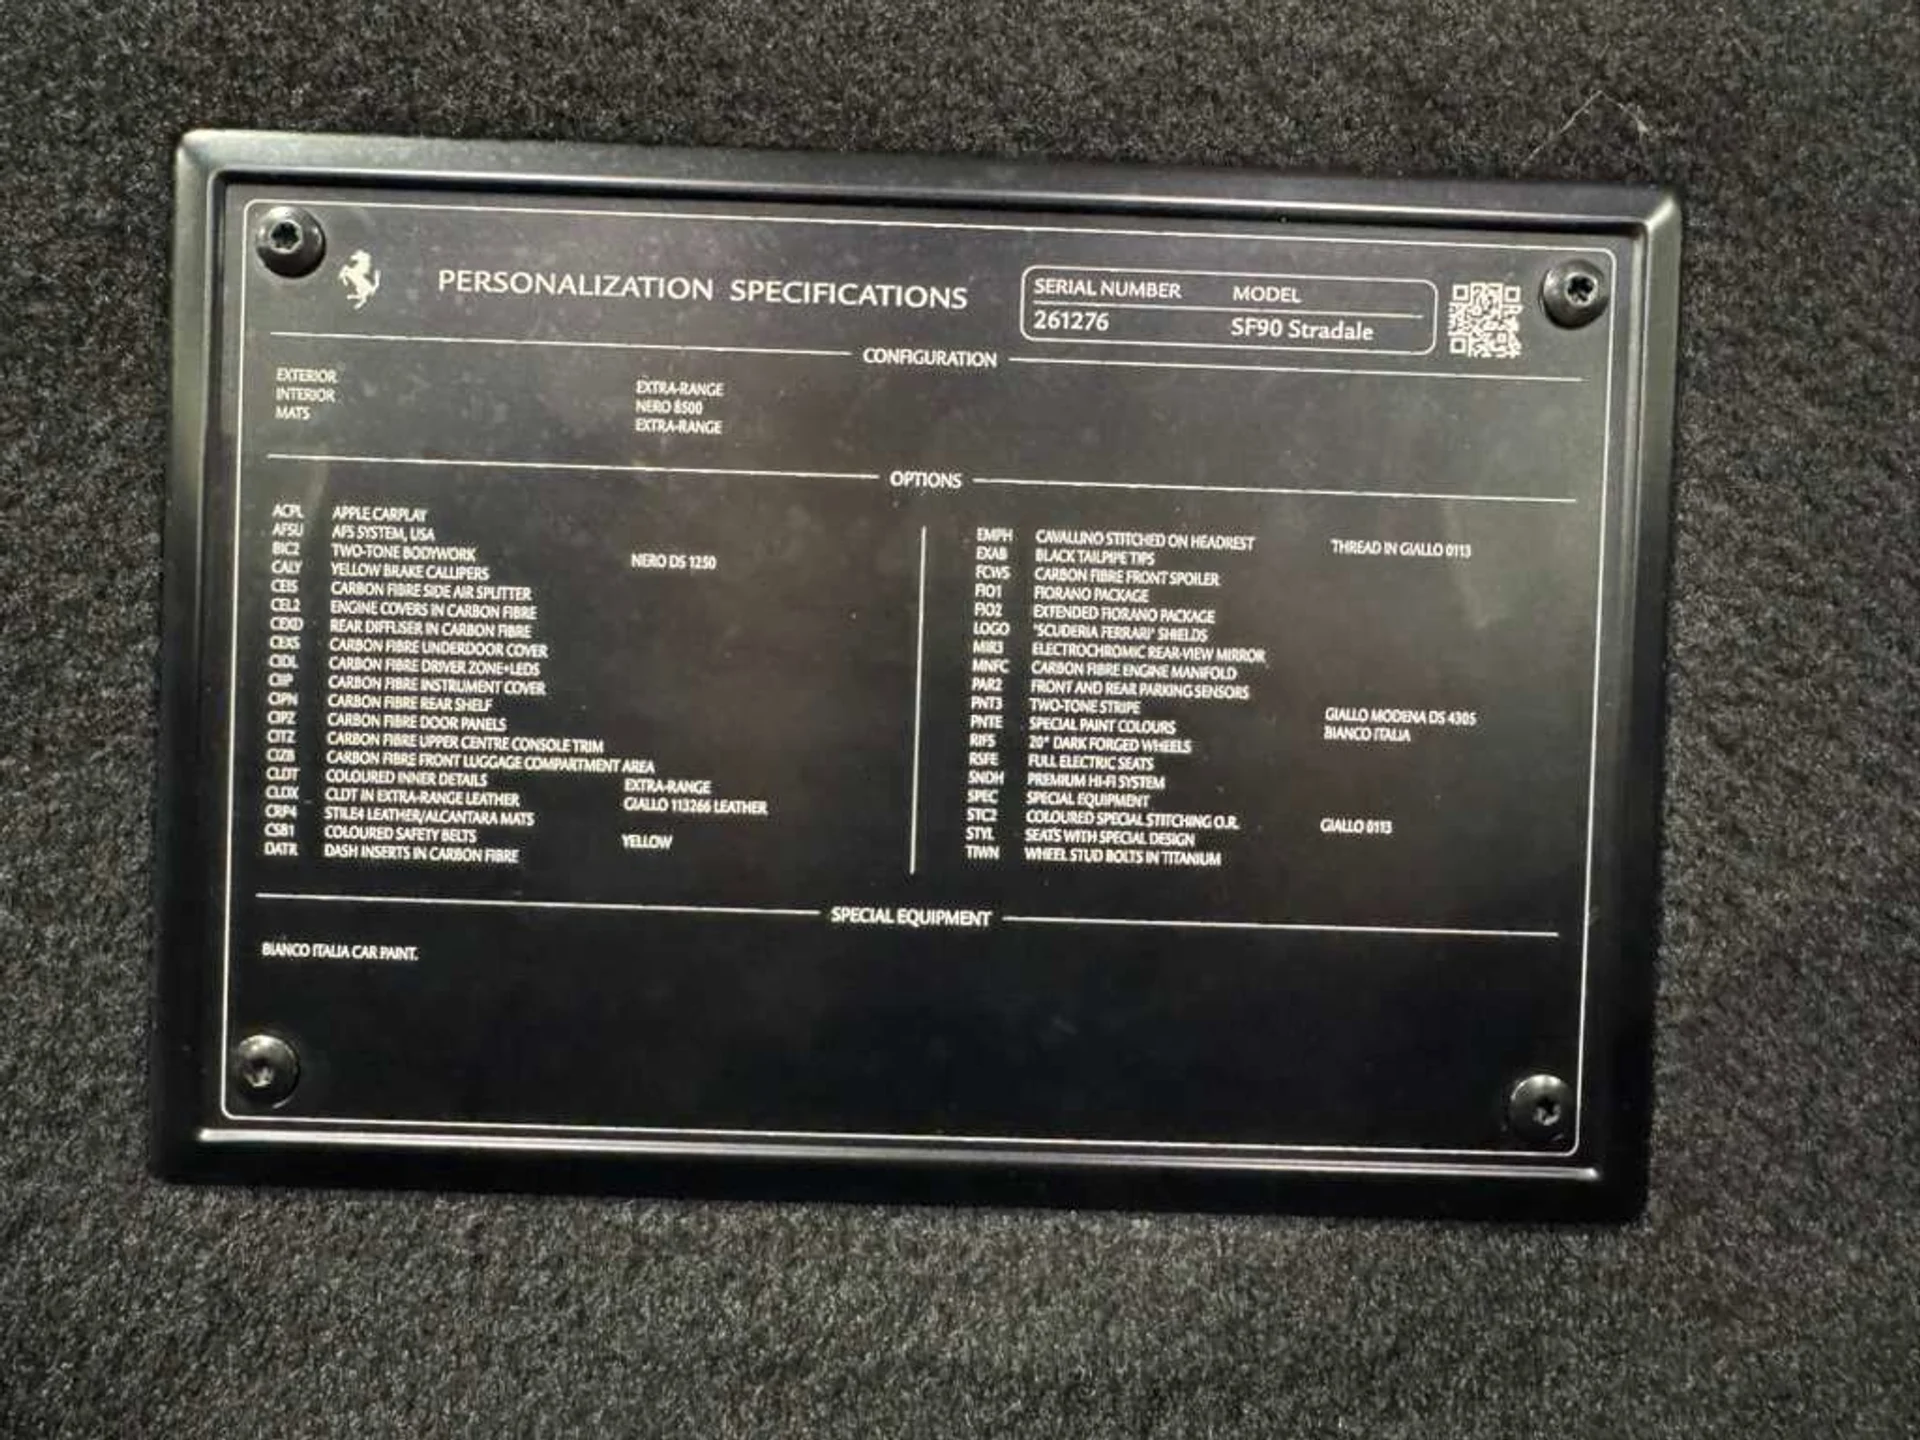 PERSONALIZATION SPECIFICATIONS
SERIAL NUMBER MODEL
261276 SF90 Stradale
CONFIGURATION
EXTERIOR EXTRA-RANGE
INTERIOR NERO 8500
MATS EXTRA-RANGE
OPTIONS
ACPL APPLE CARPLAY
AFSU AFS SYSTEM, USA
BIC2 TWO-TONE BODYWORK NERO DS 1250
CALY YELLOW BRAKE CALLIPERS
CEIS CARBON FIBRE SIDE AIR SPLITTER
CEL2 ENGINE COVERS IN CARBON FIBRE
CEXD REAR DIFFUSER IN CARBON FIBRE
CEXS CARBON FIBRE UNDERDOOR COVER
CIDL CARBON FIBRE DRIVER ZONE+LEDS
CIIP CARBON FIBRE INSTRUMENT COVER
CIPN CARBON FIBRE REAR SHELF
CIPZ CARBON FIBRE DOOR PANELS
CITZ CARBON FIBRE UPPER CENTRE CONSOLE TRIM
CIZB CARBON FIBRE FRONT LUGGAGE COMPARTMENT AREA
CLDT COLOURED INNER DETAILS EXTRA-RANGE
CLDX CLDT IN EXTRA-RANGE LEATHER GIALLO 113266 LEATHER
CRP4 STILE4 LEATHER/ALCANTARA MATS
CSB1 COLOURED SAFETY BELTS YELLOW
DATR DASH INSERTS IN CARBON FIBRE
EMPH CAVALLINO STITCHED ON HEADREST THREAD IN GIALLO 0113
EXAB BLACK TAILPIPE TIPS
FCWS CARBON FIBRE FRONT SPOILER
FIO1 FIORANO PACKAGE
FIO2 EXTENDED FIORANO PACKAGE
LOGO "SCUDERIA FERRARI" SHIELDS
MIR3 ELECTROCHROMIC REAR-VIEW MIRROR
MNFC CARBON FIBRE ENGINE MANIFOLD
PAR2 FRONT AND REAR PARKING SENSORS
PNT3 TWO-TONE STRIPE GIALLO MODENA DS 4305
PNTE SPECIAL PAINT COLOURS BIANCO ITALIA
RIFS 20" DARK FORGED WHEELS
RSFE FULL ELECTRIC SEATS
SNDH PREMIUM HI-FI SYSTEM
SPEC SPECIAL EQUIPMENT
STC2 COLOURED SPECIAL STITCHING O.R. GIALLO 0113
STYL SEATS WITH SPECIAL DESIGN
TIWN WHEEL STUD BOLTS IN TITANIUM
SPECIAL EQUIPMENT
BIANCO ITALIA CAR PAINT.